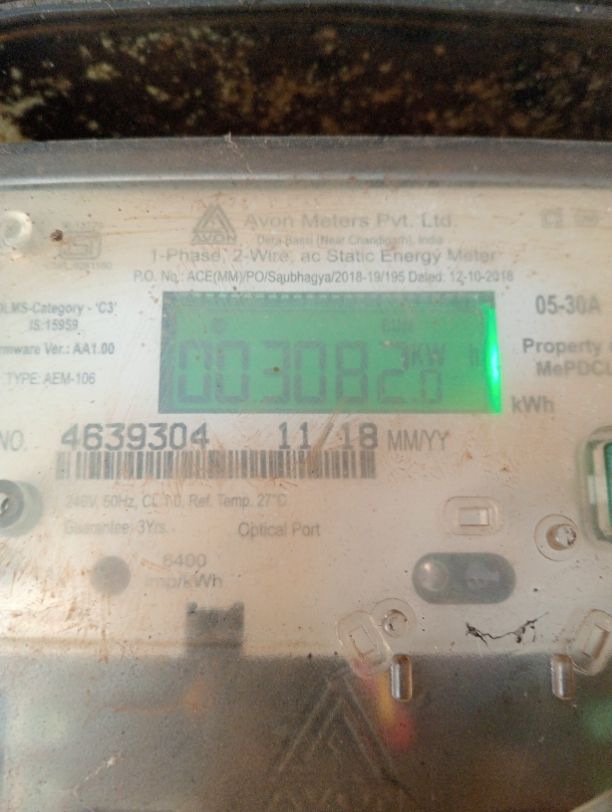 Avon Meters Pvt. Ltd.
AVON
Dera Bassi (Near Chandigarh), India
1-Phase, 2-Wire, ac Static Energy Meter
P.O. No.: ACE(MM)/PO/Saubhagya/2018-19/195 Dated: 12-10-2018
DLMS-Category - 'C3'
IS:15959
Firmware Ver.: AA1.00
TYPE: AEM-106
CUM
003082.0
kW h
05-30A
Property
MePDCL
kWh
NO. 4639304 11/18 MM/YY
240V, 50Hz, CL 1.0, Ref. Temp. 27°C
Guarantee: 3Yrs. Optical Port
6400
imp/kWh
AVON